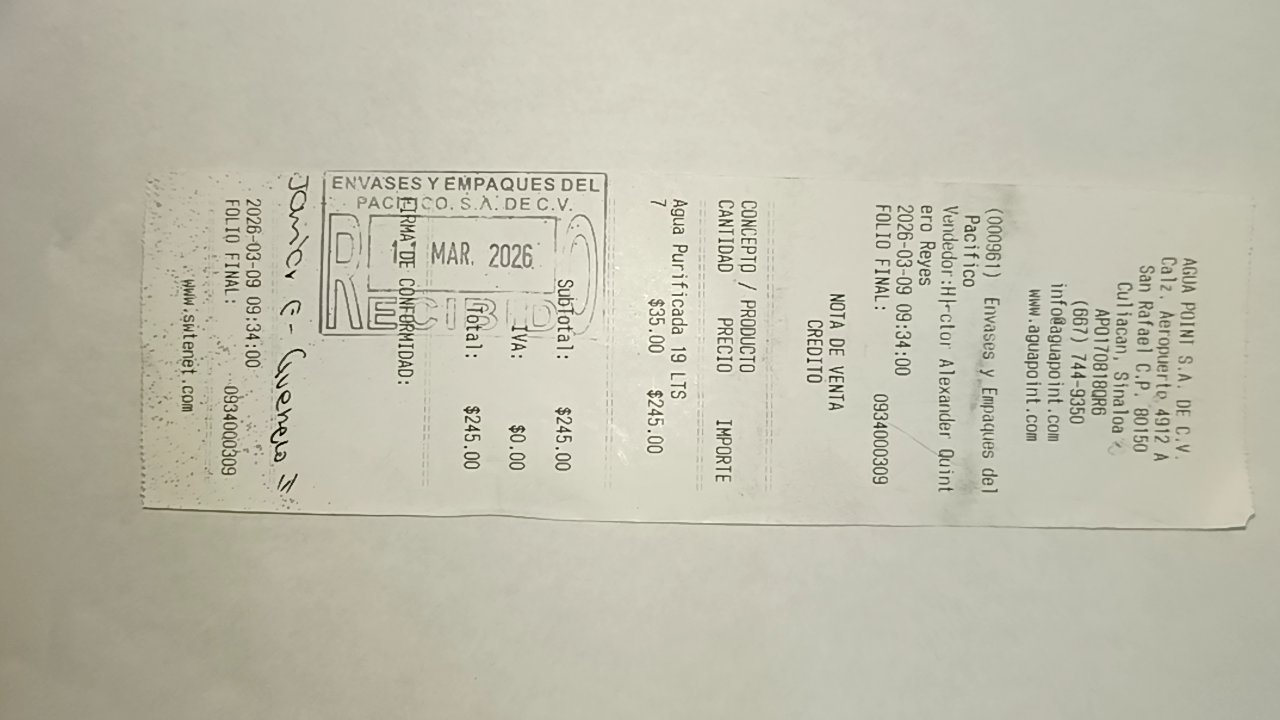 AGUA POINT S.A. DE C.V.
Calz. Aeropuerto 4912 A
San Rafael C.P. 80150
Culiacan, Sinaloa
APO170818QR6
(667) 744-9350
info@aguapoint.com
www.aguapoint.com
NOTA DE VENTA
CREDITO
(000961) Envases y Empaques del
Pacifico
Vendedor:H├ctor Alexander Quint
ero Reyes
2026-03-09 09:34:00
FOLIO FINAL: 0934000309
CONCEPTO / PRODUCTO
CANTIDAD PRECIO IMPORTE
Agua Purificada 19 LTS
7 $35.00 $245.00
SubTotal: $245.00
IVA: $0.00
Total: $245.00
FIRMA DE CONFORMIDAD:
ENVASES Y EMPAQUES DEL
PACIFICO. S.A. DE C.V.
MAR. 2026
RECIBIDO
2026-03-09 09:34:00
FOLIO FINAL: 0934000309
www.swtenet.com